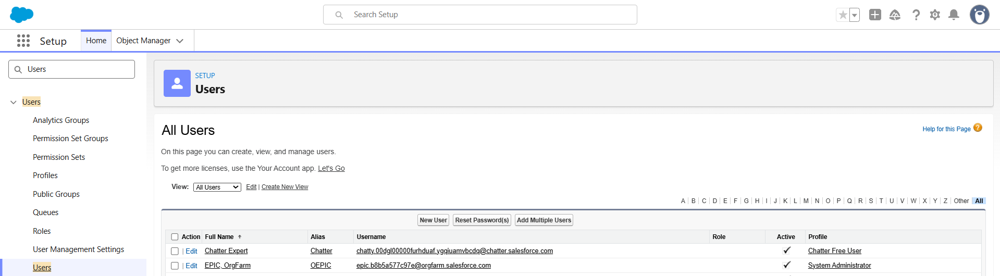 Search Setup
Setup
Home
Object Manager
Users
Users
Analytics Groups
Permission Set Groups
Permission Sets
Profiles
Public Groups
Queues
Roles
User Management Settings
Users
SETUP
Users
All Users
Help for this Page ?
On this page you can create, view, and manage users.
To get more licenses, use the Your Account app. Let's Go
View: All Users Edit | Create New View
A | B | C | D | E | F | G | H | I | J | K | L | M | N | O | P | Q | R | S | T | U | V | W | X | Y | Z | Other | All
New User Reset Password(s) Add Multiple Users
Action Full Name ↑ Alias Username Role Active Profile
| Edit Chatter Expert Chatter chatty.00dgl00000furhduaf.ygqiuamvbcdq@chatter.salesforce.com ✓ Chatter Free User
| Edit EPIC, OrgFarm OEPIC epic.b8b5a577c97e@orgfarm.salesforce.com ✓ System Administrator